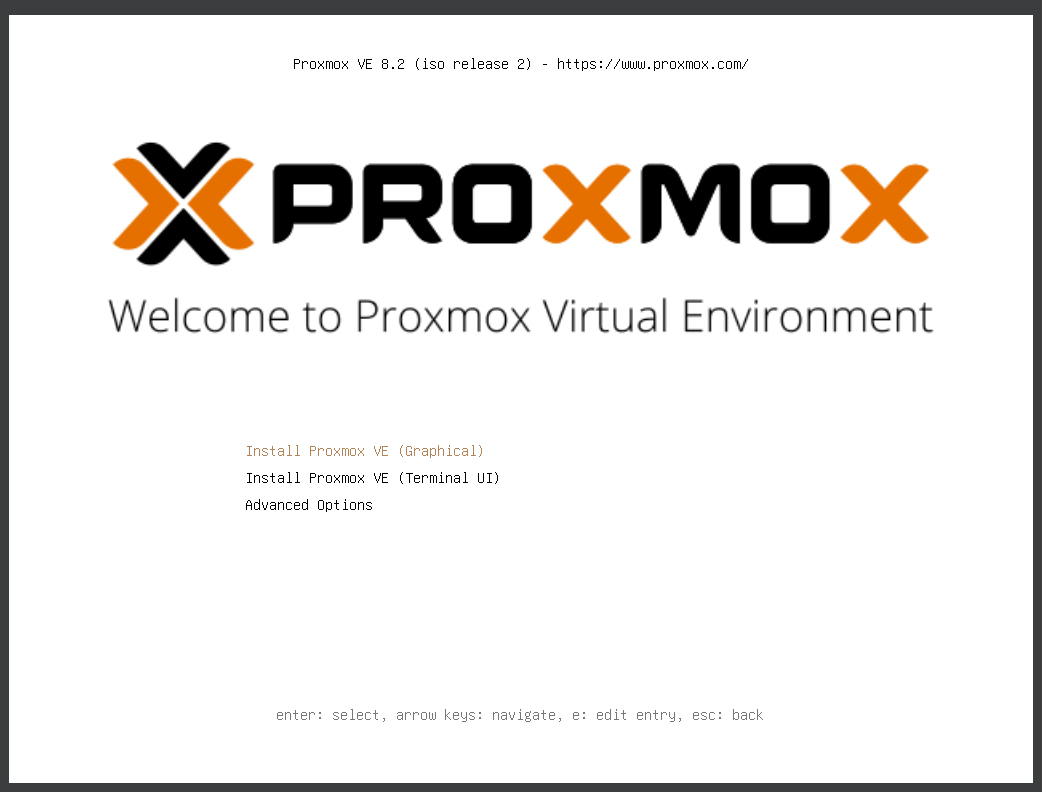 Proxmox VE 8.2 (iso release 2) - https://www.proxmox.com/
PROXMOX
Welcome to Proxmox Virtual Environment
Install Proxmox VE (Graphical)
Install Proxmox VE (Terminal UI)
Advanced Options
enter: select, arrow keys: navigate, e: edit entry, esc: back